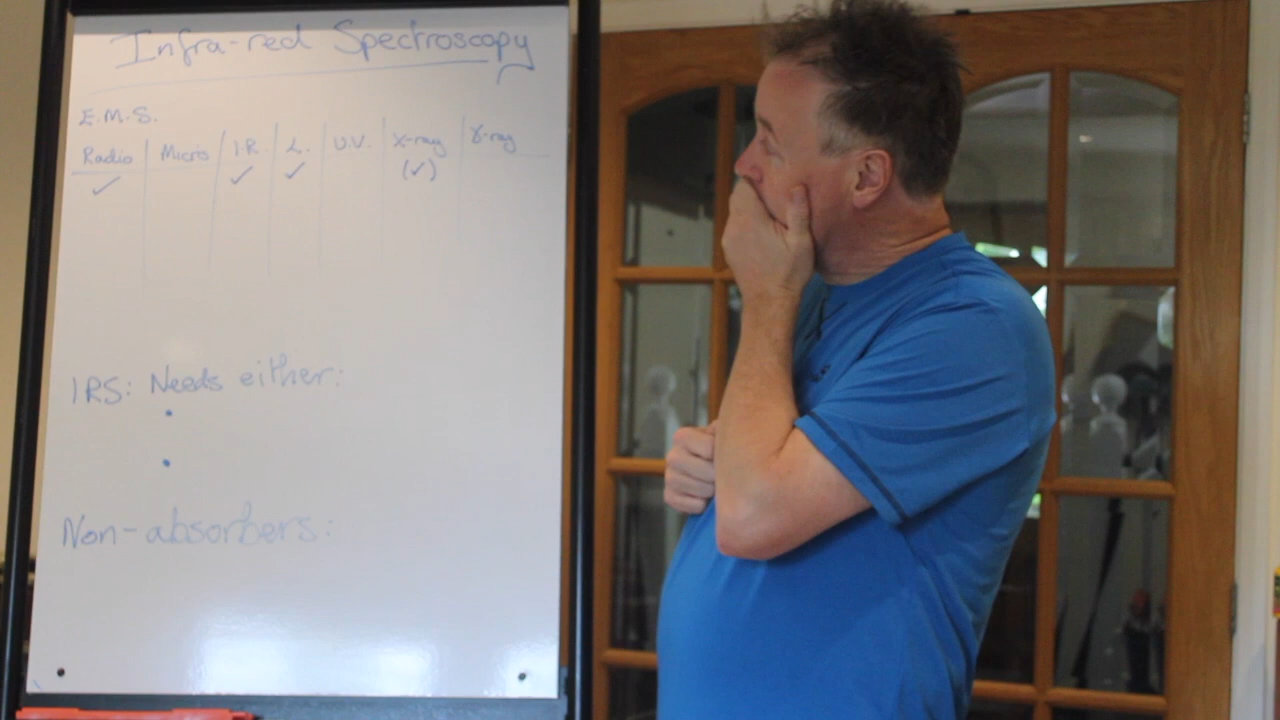 Infra-red Spectroscopy
E.M.S.
Radio Micro I.R. L. U.V. X-ray γ-ray
✓ ✓ ✓ (✓)
IRS: Needs either:
•
•
Non-absorbers: